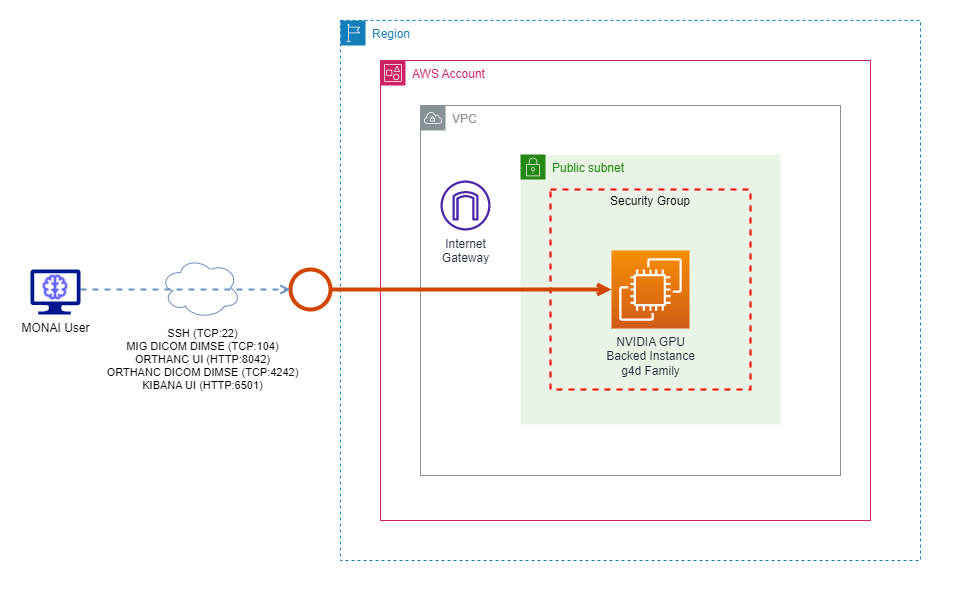 Region
AWS Account
VPC
Public subnet
Security Group
Internet
Gateway
MONAI User
SSH (TCP:22)
MIG DICOM DIMSE (TCP:104)
ORTHANC UI (HTTP:8042)
ORTHANC DICOM DIMSE (TCP:4242)
KIBANA UI (HTTP:6501)
NVIDIA GPU
Backed Instance
g4d Family